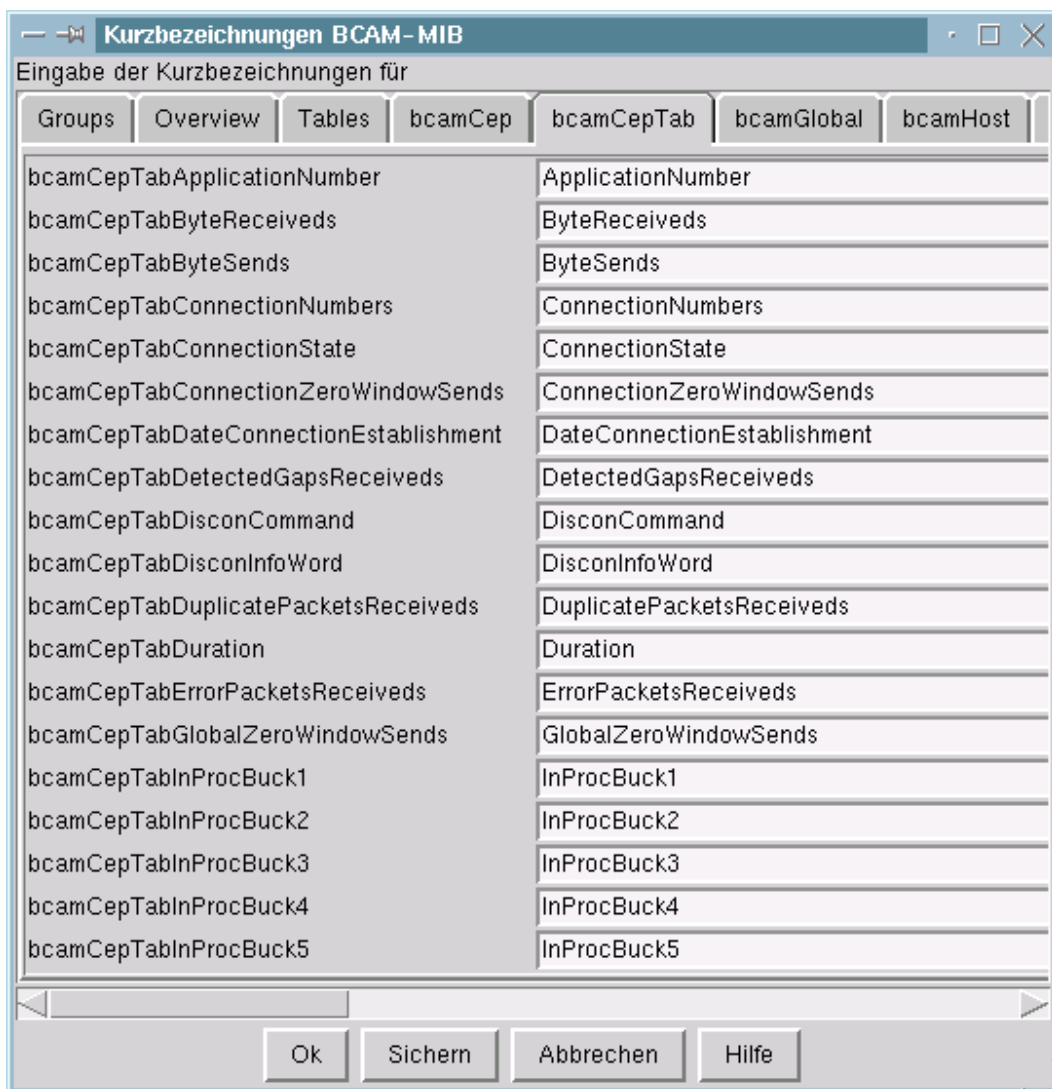 Kurzbezeichnungen BCAM-MIB
Eingabe der Kurzbezeichnungen für
Groups Overview Tables bcamCep bcamCepTab bcamGlobal bcamHost
bcamCepTabApplicationNumber ApplicationNumber
bcamCepTabByteReceiveds ByteReceiveds
bcamCepTabByteSends ByteSends
bcamCepTabConnectionNumbers ConnectionNumbers
bcamCepTabConnectionState ConnectionState
bcamCepTabConnectionZeroWindowSends ConnectionZeroWindowSends
bcamCepTabDateConnectionEstablishment DateConnectionEstablishment
bcamCepTabDetectedGapsReceiveds DetectedGapsReceiveds
bcamCepTabDisconCommand DisconCommand
bcamCepTabDisconInfoWord DisconInfoWord
bcamCepTabDuplicatePacketsReceiveds DuplicatePacketsReceiveds
bcamCepTabDuration Duration
bcamCepTabErrorPacketsReceiveds ErrorPacketsReceiveds
bcamCepTabGlobalZeroWindowSends GlobalZeroWindowSends
bcamCepTabInProcBuck1 InProcBuck1
bcamCepTabInProcBuck2 InProcBuck2
bcamCepTabInProcBuck3 InProcBuck3
bcamCepTabInProcBuck4 InProcBuck4
bcamCepTabInProcBuck5 InProcBuck5
Ok Sichern Abbrechen Hilfe